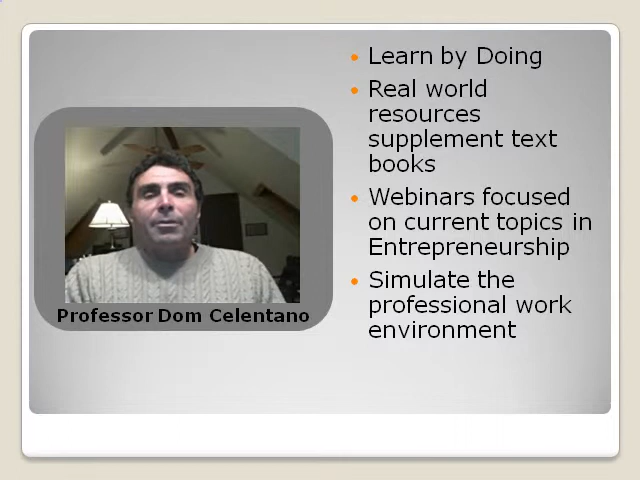 Learn by Doing
Real world
resources
supplement text
books
Webinars focused
on current topics in
Entrepreneurship
Simulate the
professional work
environment
Professor Dom Celentano